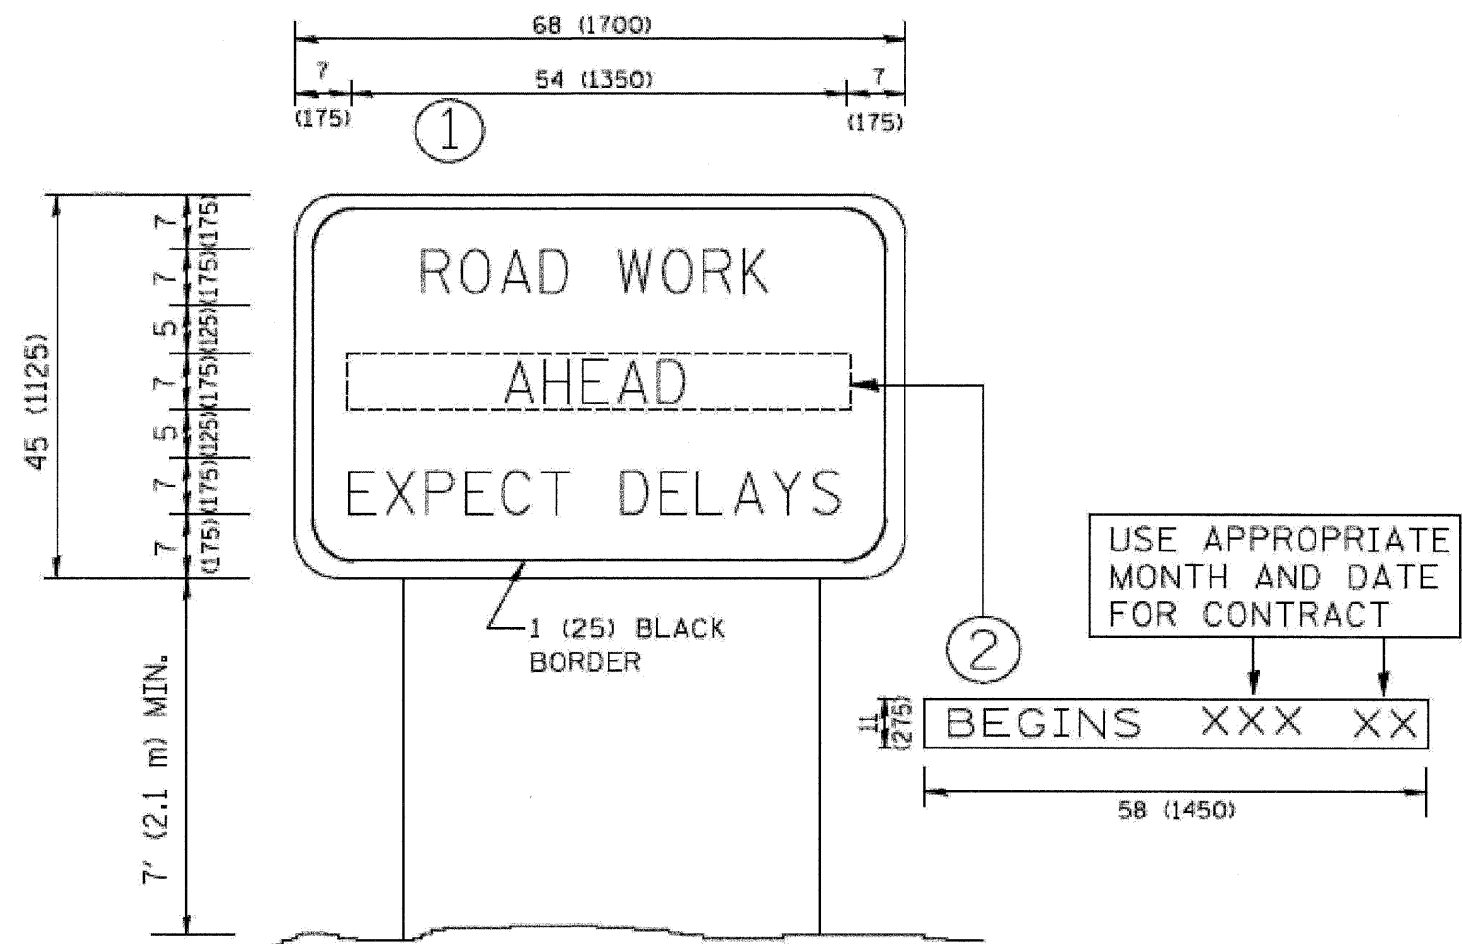 68 (1700)
7 54 (1350) 7
(175) (175)
1
45 (1125)
7 (175)
7 (175)
5 (125)
7 (175)
5 (125)
7 (175)
7 (175)
ROAD WORK
AHEAD
EXPECT DELAYS
1 (25) BLACK
BORDER
7' (2.1 m) MIN.
2
USE APPROPRIATE
MONTH AND DATE
FOR CONTRACT
11
(275)
BEGINS XXX XX
58 (1450)